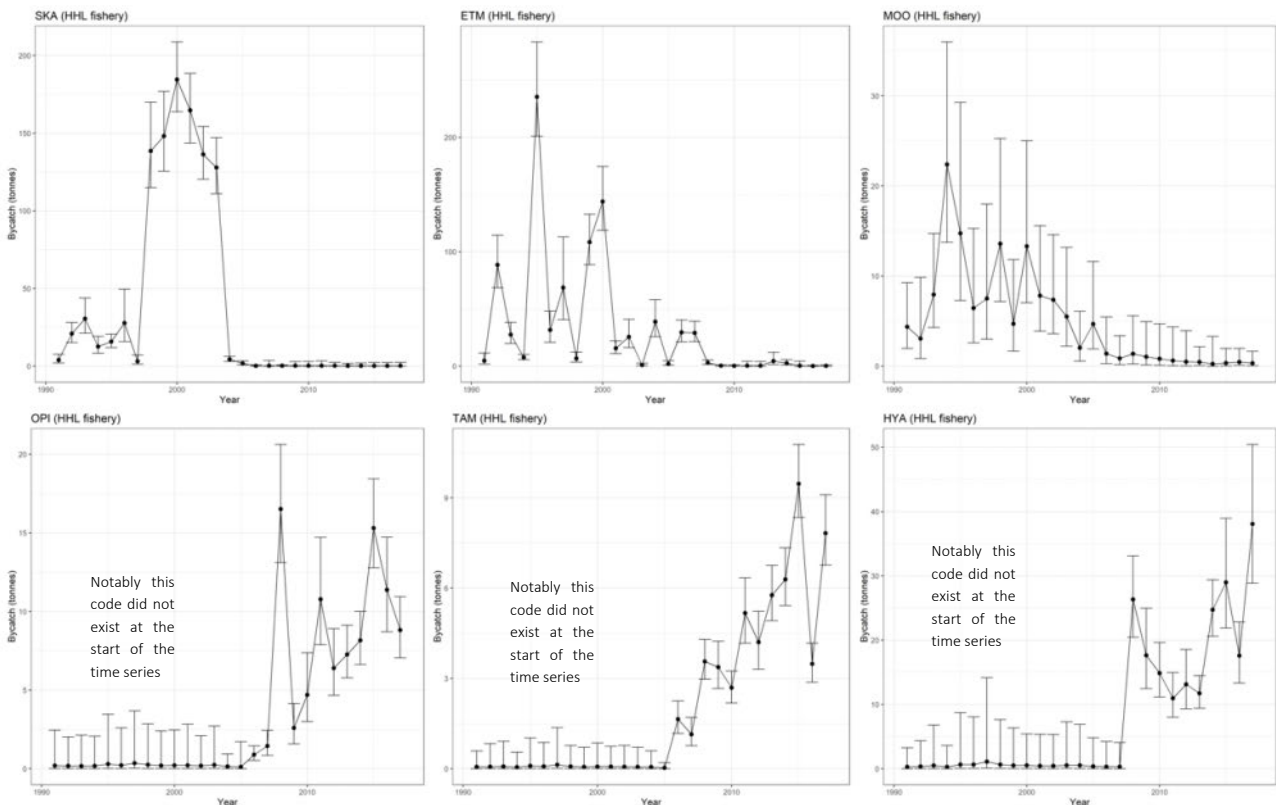 SKA (HHL fishery)
200
150
100
50
0
Bycatch (tonnes)
1990
2000
2010
Year
ETM (HHL fishery)
200
100
0
Bycatch (tonnes)
1990
2000
2010
Year
MOO (HHL fishery)
30
20
10
0
Bycatch (tonnes)
1990
2000
2010
Year
OPI (HHL fishery)
20
15
10
5
0
Bycatch (tonnes)
Notably this
code did not
exist at the
start of the
time series
1990
2000
2010
Year
TAM (HHL fishery)
9
6
3
0
Bycatch (tonnes)
Notably this
code did not
exist at the
start of the
time series
1990
2000
2010
Year
HYA (HHL fishery)
50
40
30
20
10
0
Bycatch (tonnes)
Notably this
code did not
exist at the
start of the
time series
1990
2000
2010
Year